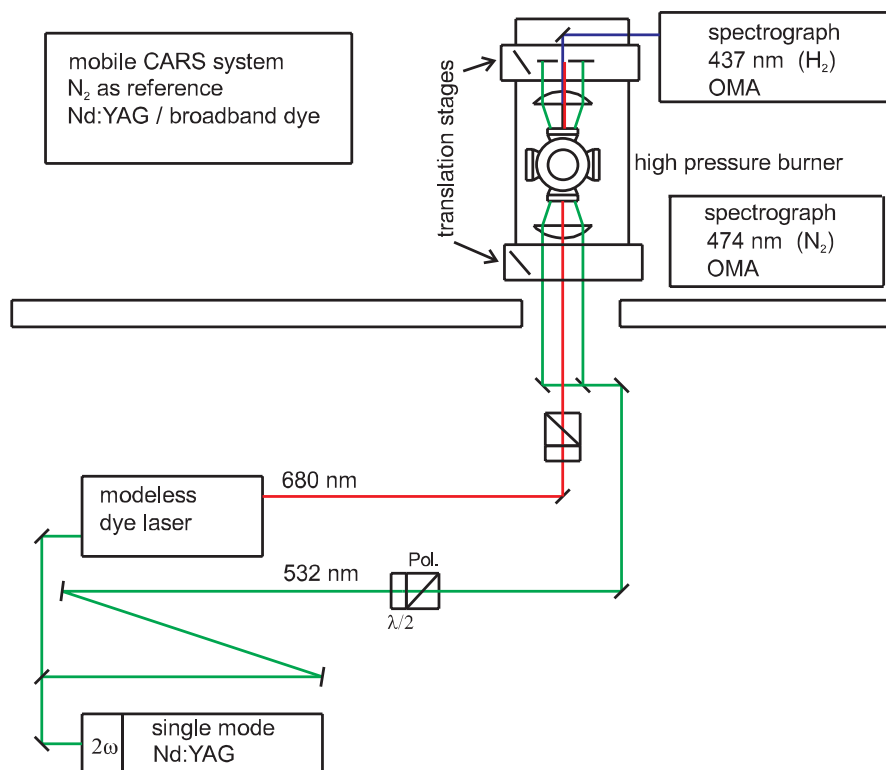 mobile CARS system
N₂ as reference
Nd:YAG / broadband dye
translation stages
spectrograph
437 nm (H₂)
OMA
high pressure burner
spectrograph
474 nm (N₂)
OMA
680 nm
modeless
dye laser
532 nm
Pol.
λ/2
2ω
single mode
Nd:YAG